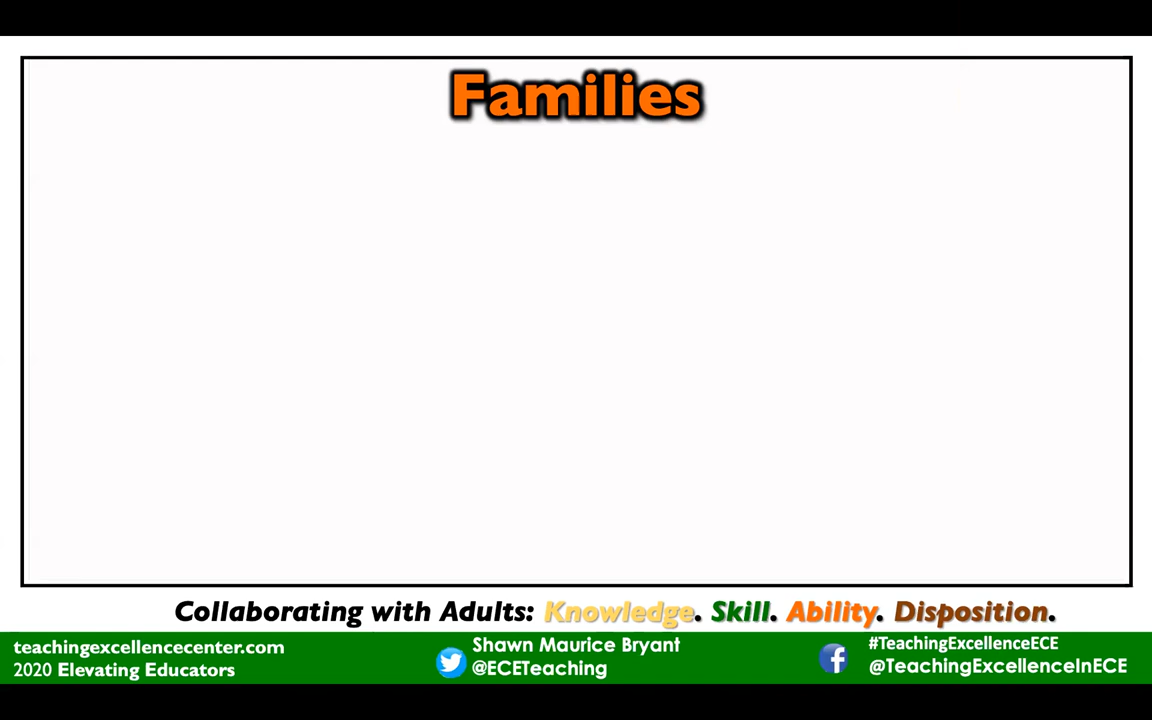 Families
Collaborating with Adults: Knowledge. Skill. Ability. Disposition.
teachingexcellencecenter.com
2020 Elevating Educators
Shawn Maurice Bryant
@ECETeaching
#TeachingExcellenceECE
@TeachingExcellenceInECE